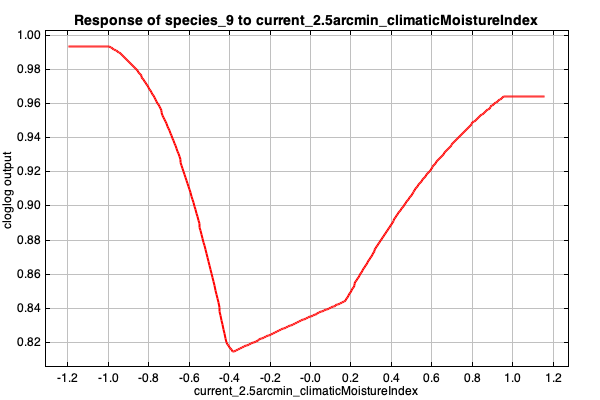 Response of species_9 to current_2.5arcmin_climaticMoistureIndex
1.00
0.98
0.96
0.94
0.92
0.90
0.88
0.86
0.84
0.82
cloglog output
-1.2 -1.0 -0.8 -0.6 -0.4 -0.2 -0.0 0.2 0.4 0.6 0.8 1.0 1.2
current_2.5arcmin_climaticMoistureIndex